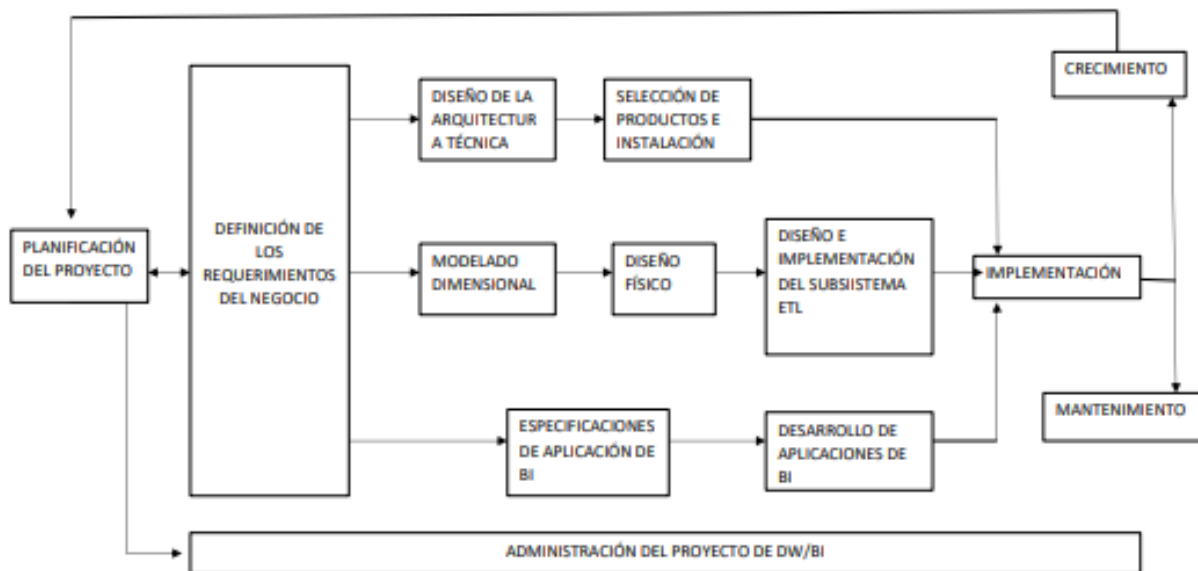 CRECIMIENTO
DISEÑO DE LA
ARQUITECTUR
A TÉCNICA
SELECCIÓN DE
PRODUCTOS E
INSTALACIÓN
PLANIFICACIÓN
DEL PROYECTO
DEFINICIÓN DE
LOS
REQUERIMIENTOS
DEL NEGOCIO
MODELADO
DIMENSIONAL
DISEÑO
FÍSICO
DISEÑO E
IMPLEMENTACIÓN
DEL SUBSIISTEMA
ETL
IMPLEMENTACIÓN
MANTENIMIENTO
ESPECIFICACIONES
DE APLICACIÓN DE
BI
DESARROLLO DE
APLICACIONES DE
BI
ADMINISTRACIÓN DEL PROYECTO DE DW/BI